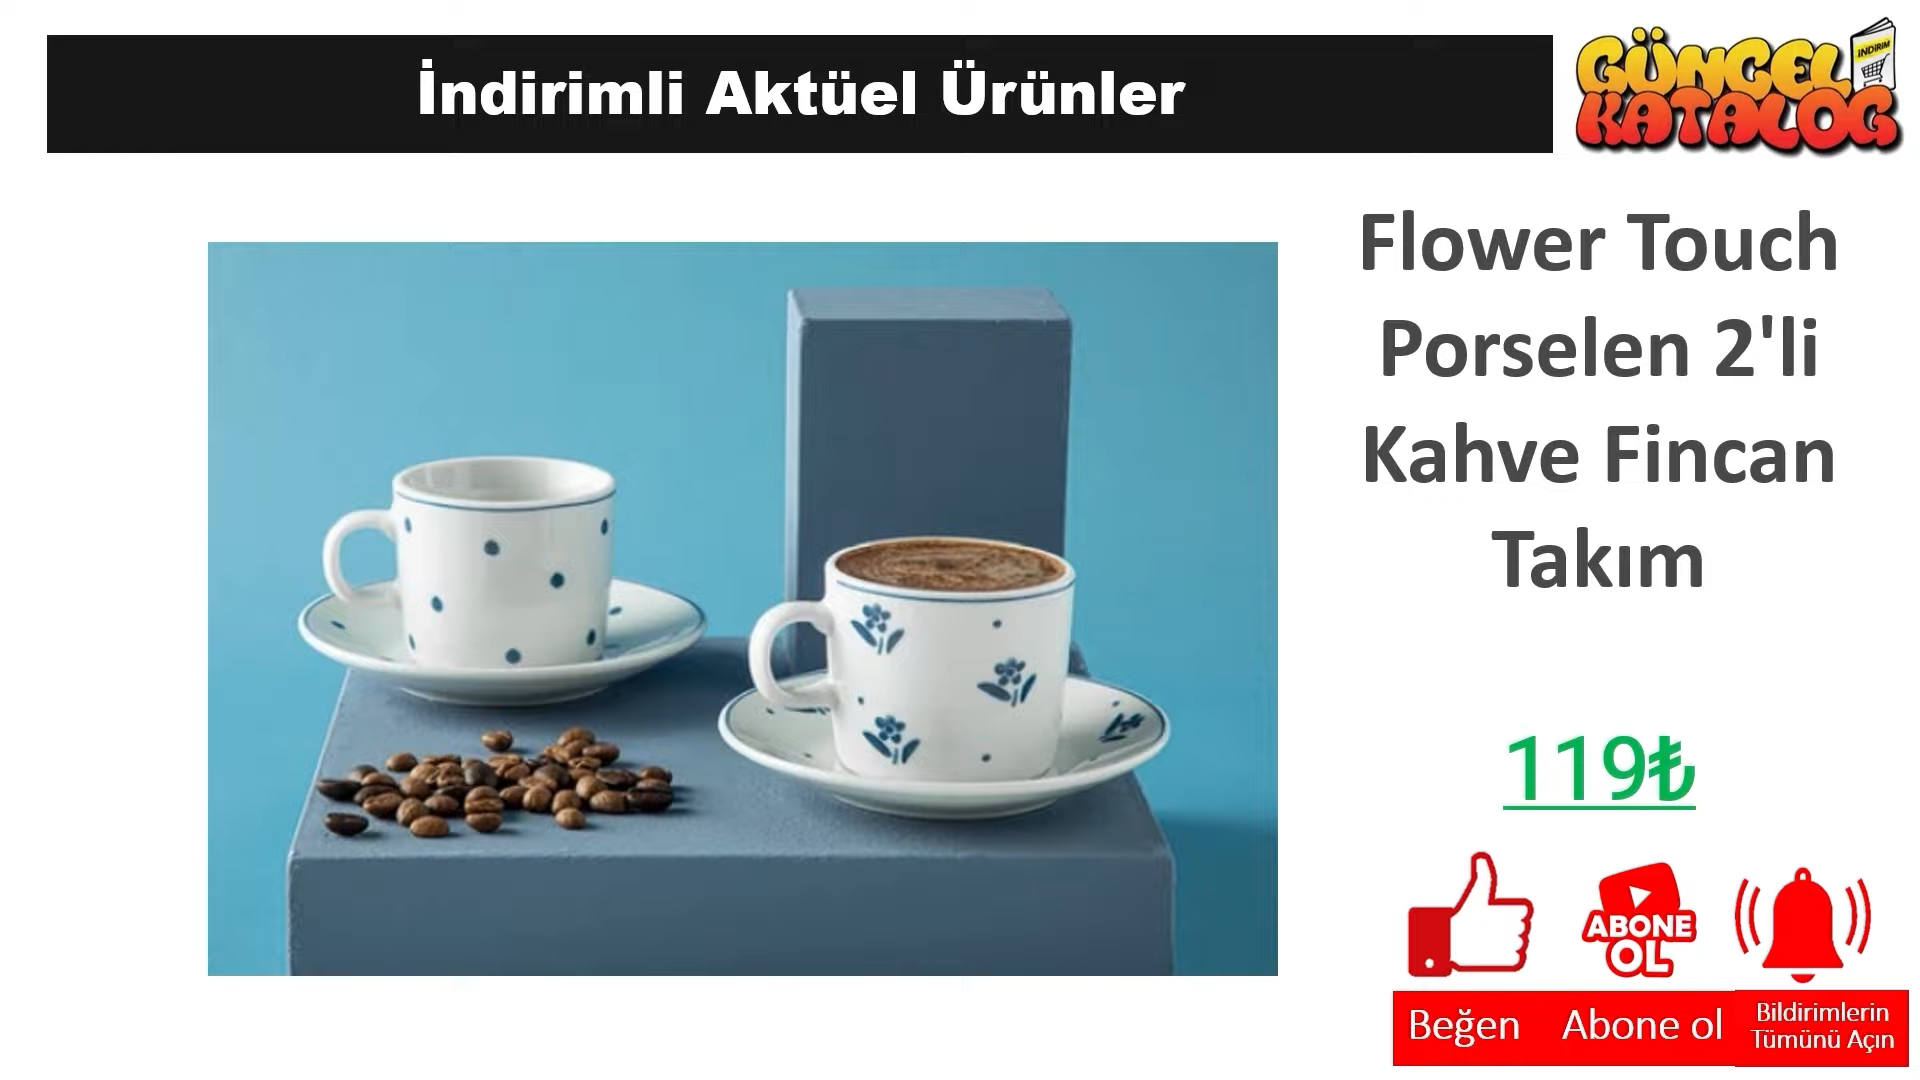 İndirimli Aktüel Ürünler
GÜNCEL
KATALOG
İNDİRİM
Flower Touch
Porselen 2'li
Kahve Fincan
Takım
119₺
ABONE
OL
Beğen
Abone ol
Bildirimlerin
Tümünü Açın